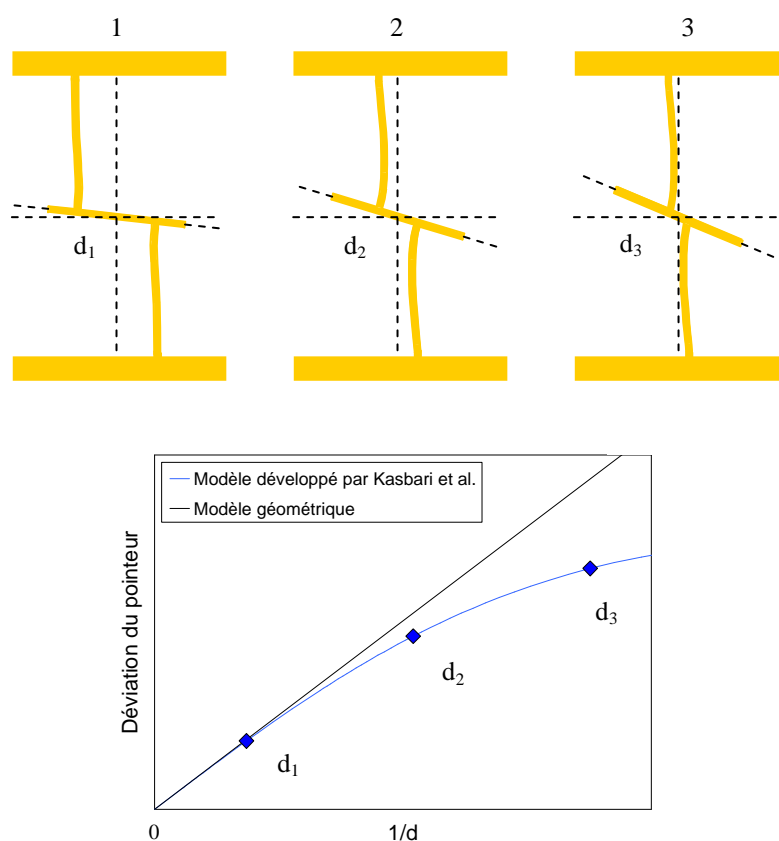 1 2 3
d₁ d₂ d₃
Modèle développé par Kasbari et al.
Modèle géométrique
Déviation du pointeur
d₃
d₂
d₁
0 1/d